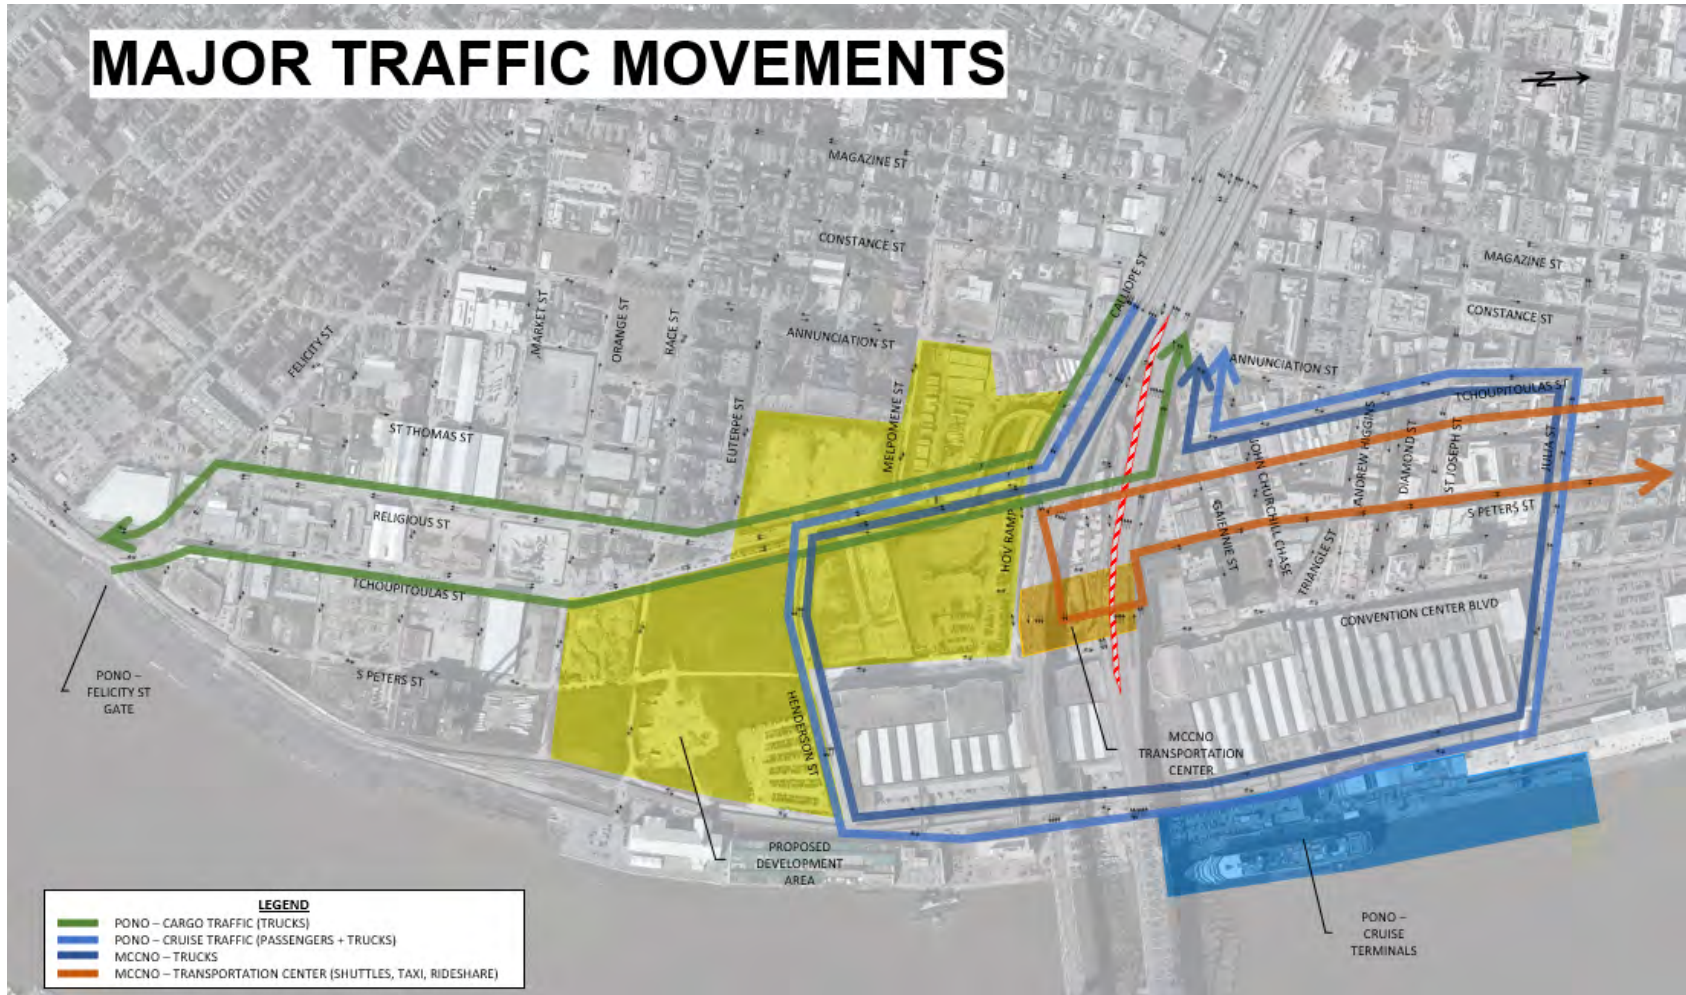 MAJOR TRAFFIC MOVEMENTS
N
MAGAZINE ST
CONSTANCE ST
CALLIOPE ST
MAGAZINE ST
CONSTANCE ST
FELICITY ST
MARKET ST
ORANGE ST
RACE ST
ANNUNCIATION ST
ANNUNCIATION ST
TCHOUPITOULAS ST
EUTERPE ST
MELPOMENE ST
ST THOMAS ST
JOHN CHURCHILL CHASE
ANDREW HIGGINS
DIAMOND ST
ST JOSEPH ST
JULIA ST
RELIGIOUS ST
HOV RAMP
GAIENNIE ST
TRIANGLE ST
S PETERS ST
TCHOUPITOULAS ST
CONVENTION CENTER BLVD
S PETERS ST
HENDERSON ST
PONO –
FELICITY ST
GATE
MCCNO
TRANSPORTATION
CENTER
PROPOSED
DEVELOPMENT
AREA
PONO –
CRUISE
TERMINALS
LEGEND
PONO – CARGO TRAFFIC (TRUCKS)
PONO – CRUISE TRAFFIC (PASSENGERS + TRUCKS)
MCCNO – TRUCKS
MCCNO – TRANSPORTATION CENTER (SHUTTLES, TAXI, RIDESHARE)